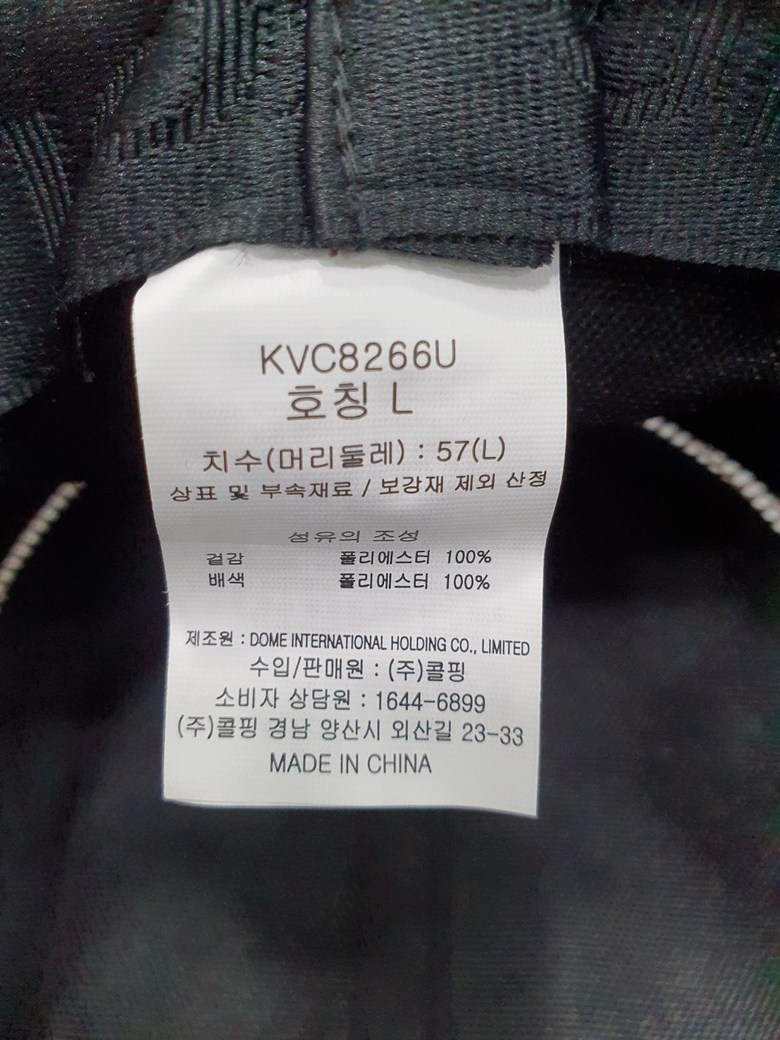 KVC8266U
호칭 L
치수(머리둘레) : 57(L)
상표 및 부속재료 / 보강재 제외 산정
섬유의 조성
겉감 폴리에스터 100%
배색 폴리에스터 100%
제조원 : DOME INTERNATIONAL HOLDING CO., LIMITED
수입/판매원 : (주)콜핑
소비자 상담원 : 1644-6899
(주)콜핑 경남 양산시 외산길 23-33
MADE IN CHINA